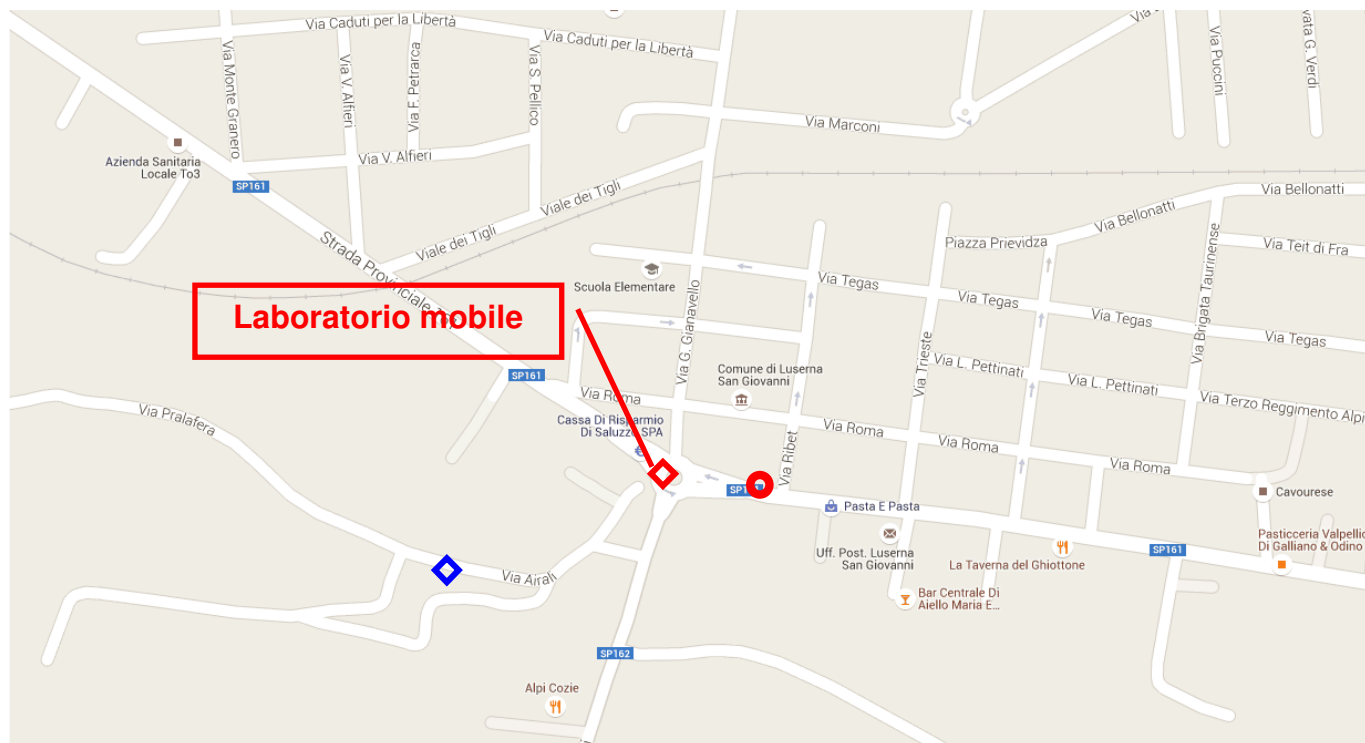 Via Caduti per la Libertà
Via Caduti per la Libertà
Via Monte Granero
Via V. Alfieri
Via F. Petrarca
Via S. Pellico
Via Puccini
vata G. Verdi
Via Marconi
Azienda Sanitaria
Locale To3
Via V. Alfieri
SP161
Viale dei Tigli
Viale dei Tigli
Via Bellonatti
Via Bellonatti
Piazza Prievidza
Via Teit di Fra
Strada Provinciale 161
Scuola Elementare
Via Tegas
Via Tegas
Via Tegas
Via Tegas
Via Brigata Taurinense
Laboratorio mobile
Via G. Gianavello
Via Trieste
Via L. Pettinati
Via L. Pettinati
Comune di Luserna
San Giovanni
SP161
Via Roma
Via Terzo Reggimento Alpi
Via Pralafera
Cassa Di Risparmio
Di Saluzzo SPA
Via Ribet
Via Roma
Via Roma
Via Roma
SP161
Cavourese
Pasta E Pasta
Pasticceria Valpellic
Di Galliano & Odino
Uff. Post. Luserna
San Giovanni
SP161
La Taverna del Ghiottone
Via Airali
Bar Centrale Di
Aiello Maria E...
SP162
Alpi Cozie